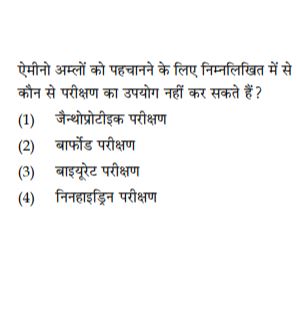 ऐमीनो अम्लों को पहचानने के लिए निम्नलिखित में से
कौन से परीक्षण का उपयोग नहीं कर सकते हैं ?
(1) जैन्थोप्रोटीइक परीक्षण
(2) बार्फोड परीक्षण
(3) बाइयूरेट परीक्षण
(4) निनहाइड्रिन परीक्षण